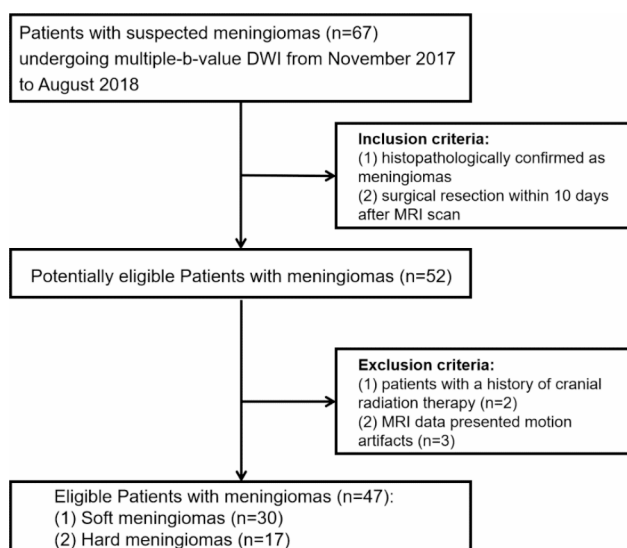 Patients with suspected meningiomas (n=67)
undergoing multiple-b-value DWI from November 2017
to August 2018
Inclusion criteria:
(1) histopathologically confirmed as
meningiomas
(2) surgical resection within 10 days
after MRI scan
Potentially eligible Patients with meningiomas (n=52)
Exclusion criteria:
(1) patients with a history of cranial
radiation therapy (n=2)
(2) MRI data presented motion
artifacts (n=3)
Eligible Patients with meningiomas (n=47):
(1) Soft meningiomas (n=30)
(2) Hard meningiomas (n=17)